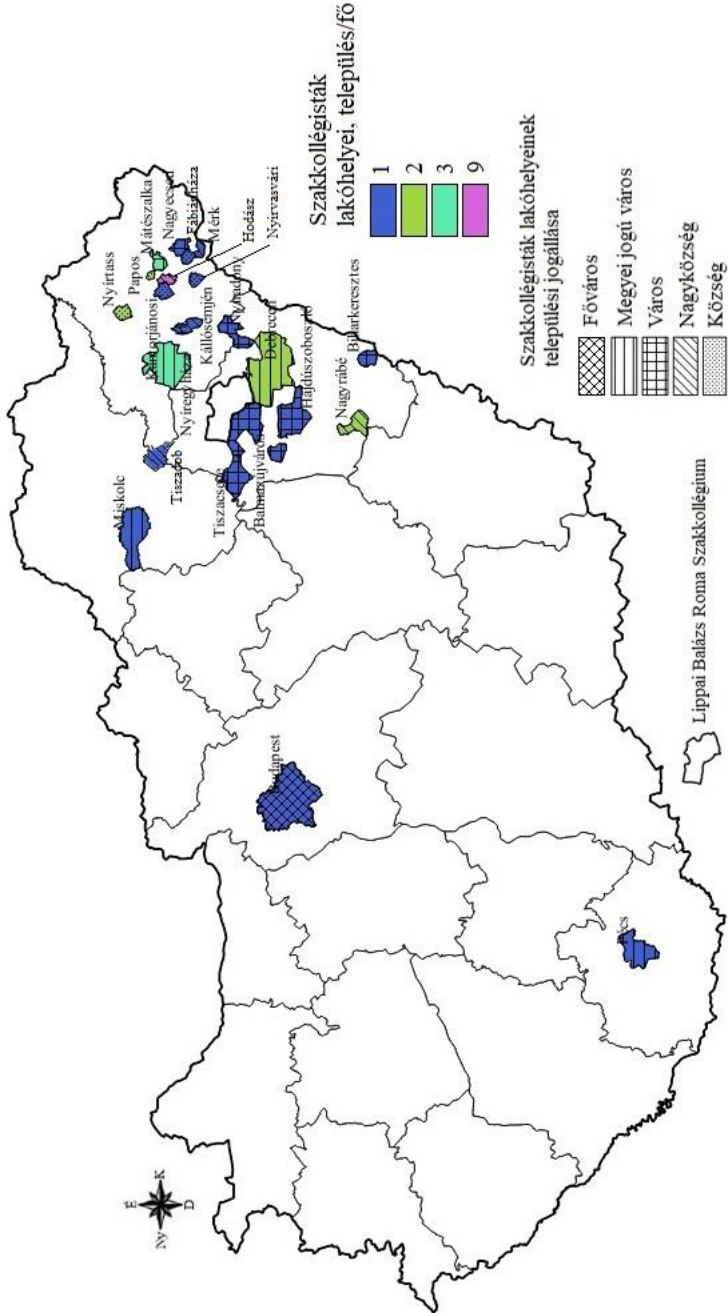 É
Ny
K
D
Miskolc
Nyírtass
Papos
Mátészalka
Nagyecsed
Fábiánháza
Mérk
Hodász
Nyírvasvári
Kállósemjén
Nyíregyháza
Tiszadob
Tiszacsege
Balmazújváros
Debrecen
Hajdúszoboszló
Nagyrábé
Biharkeresztes
Budapest
Pécs
Szakkollégisták
lakóhelyei, település/fő
1
2
3
9
Szakkollégisták lakóhelyeinek
települési jogállása
Főváros
Megyei jogú város
Város
Nagyközség
Község
Lippai Balázs Roma Szakkollégium